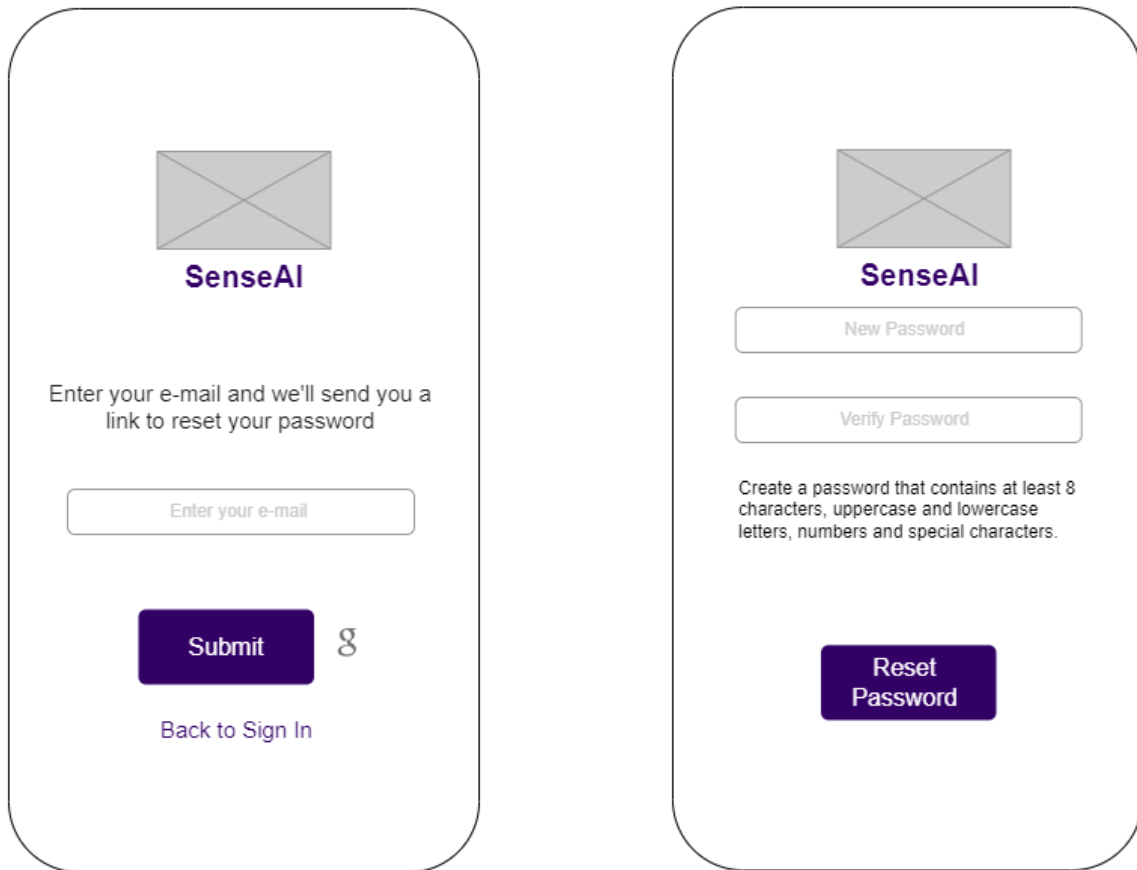 SenseAI
Enter your e-mail and we'll send you a
link to reset your password
Enter your e-mail
Submit
g
Back to Sign In
SenseAI
New Password
Verify Password
Create a password that contains at least 8
characters, uppercase and lowercase
letters, numbers and special characters.
Reset
Password